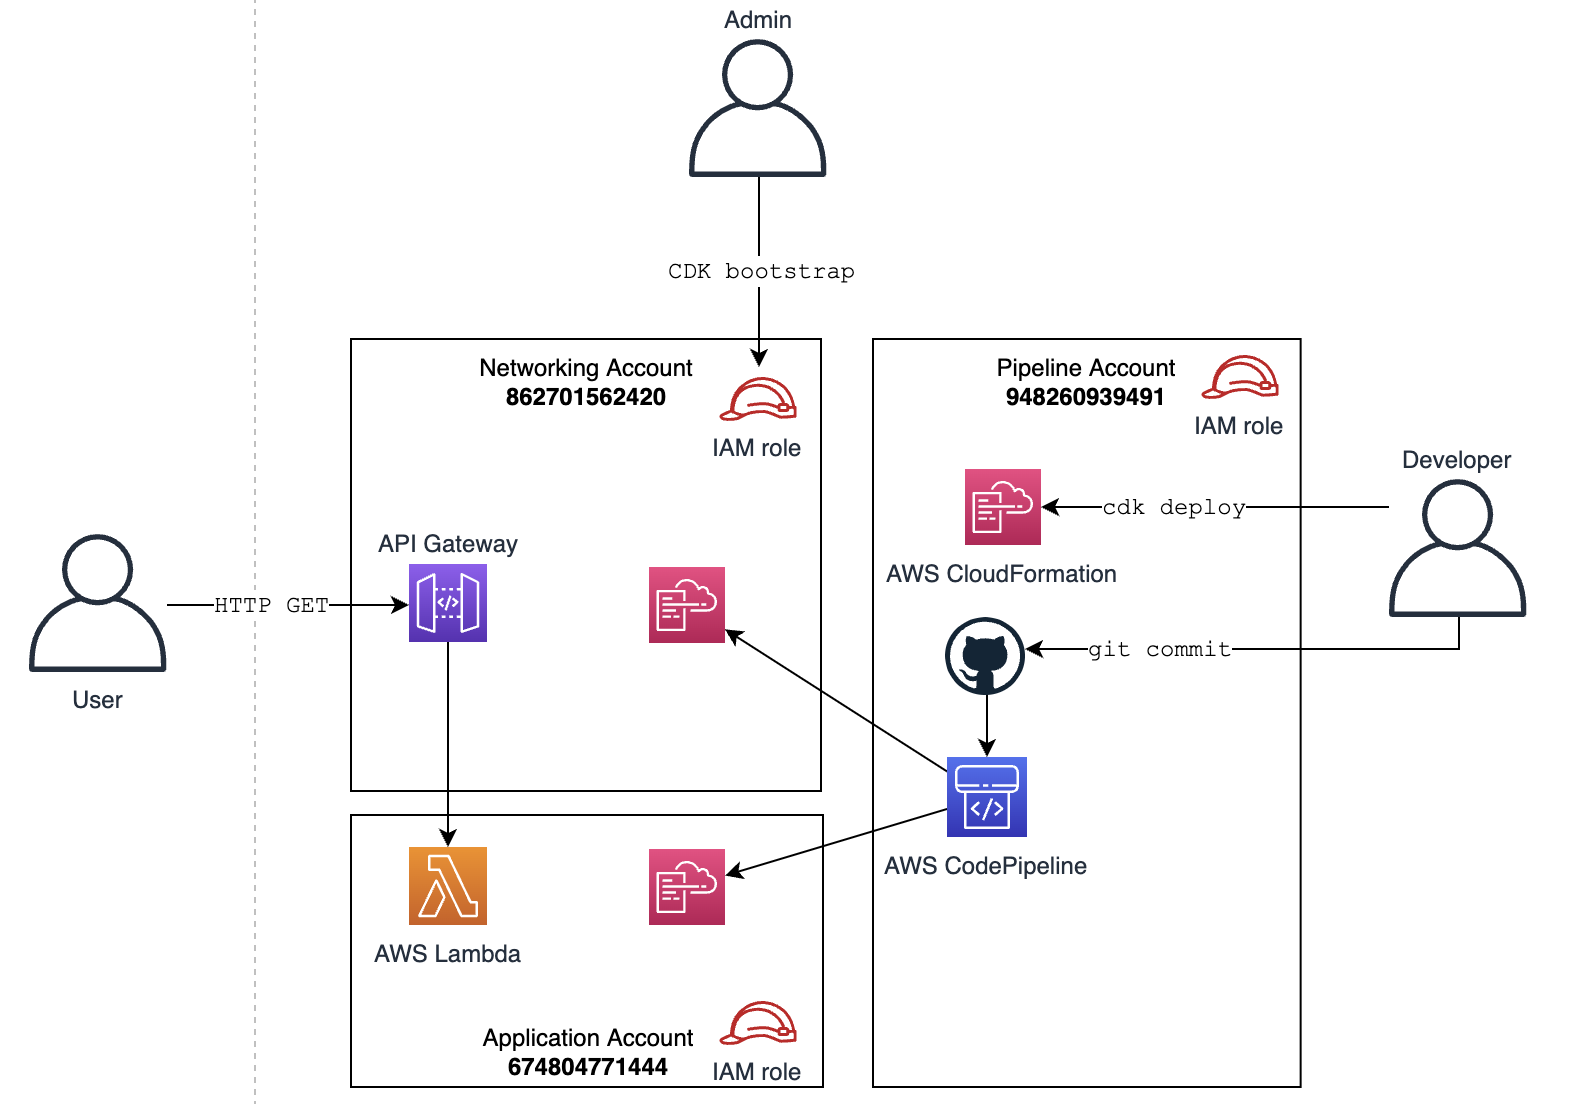 Admin
CDK bootstrap
Networking Account
862701562420
IAM role
Pipeline Account
948260939491
IAM role
Developer
cdk deploy
AWS CloudFormation
API Gateway
HTTP GET
User
git commit
AWS CodePipeline
AWS Lambda
Application Account
674804771444
IAM role